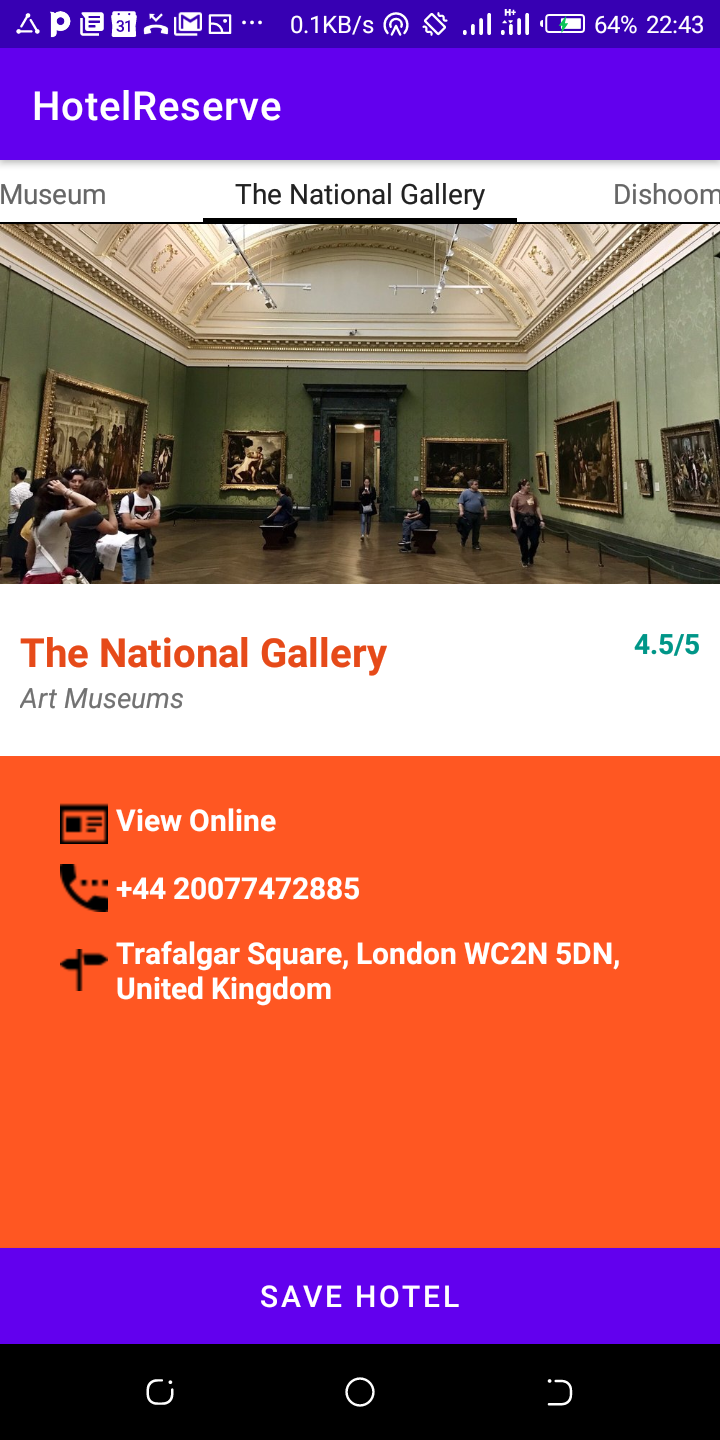 31 0.1KB/s H+ 64% 22:43
HotelReserve
Museum The National Gallery Dishoom
The National Gallery
4.5/5
Art Museums
View Online
+44 20077472885
Trafalgar Square, London WC2N 5DN,
United Kingdom
SAVE HOTEL